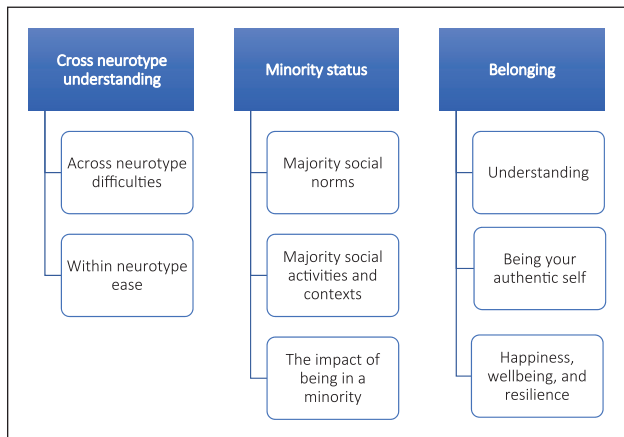 Cross neurotype
understanding
Across neurotype
difficulties
Within neurotype
ease
Minority status
Majority social
norms
Majority social
activities and
contexts
The impact of
being in a
minority
Belonging
Understanding
Being your
authentic self
Happiness,
wellbeing, and
resilience